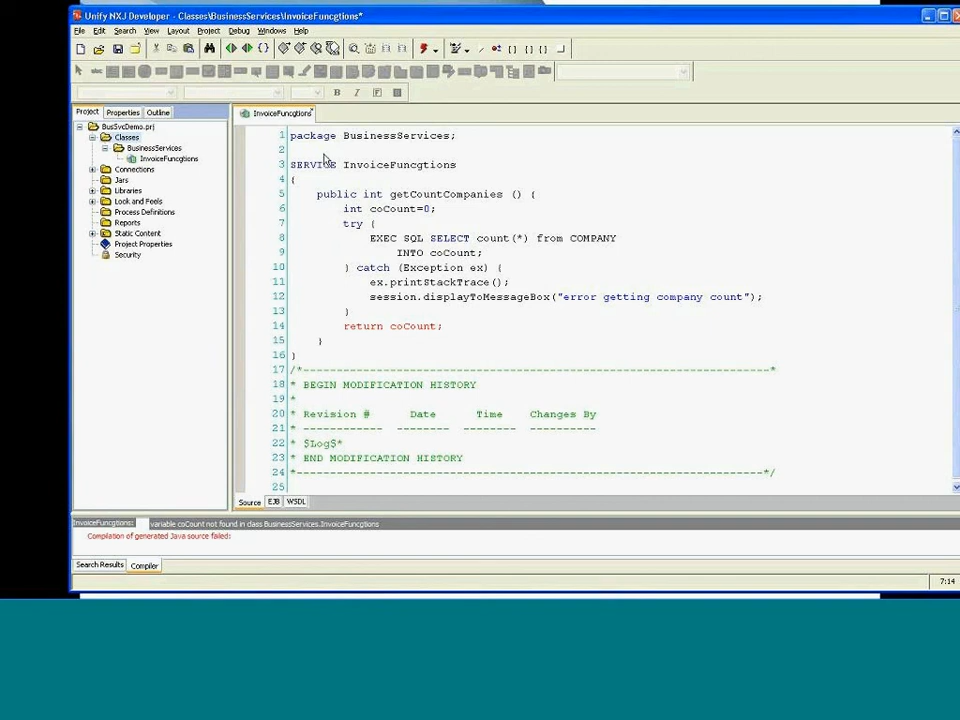 Unify NXJ Developer - Classes\BusinessServices\InvoiceFuncgtions*
File Edit Search View Layout Project Debug Windows Help
B I F
Project Properties Outline
InvoiceFuncgtions*
BusSvcDemo.prj
Classes
BusinessServices
InvoiceFuncgtions
Connections
Jars
Libraries
Look and Feels
Process Definitions
Reports
Static Content
Project Properties
Security
1 package BusinessServices;
2
3 SERVICE InvoiceFuncgtions
4 {
5 public int getCountCompanies () {
6 int coCount=0;
7 try {
8 EXEC SQL SELECT count(*) from COMPANY
9 INTO coCount;
10 } catch (Exception ex) {
11 ex.printStackTrace();
12 session.displayToMessageBox("error getting company count");
13 }
14 return coCount;
15 }
16 }
17 /*----------------------------------------------------------------------*
18 * BEGIN MODIFICATION HISTORY
19 *
20 * Revision # Date Time Changes By
21 * ------------ -------- -------- ----------
22 * $Log$*
23 * END MODIFICATION HISTORY
24 *----------------------------------------------------------------------*/
25
Source EJB WSDL
InvoiceFuncgtions: variable coCount not found in class BusinessServices.InvoiceFuncgtions
Compilation of generated Java source failed:
Search Results Compiler
7:14